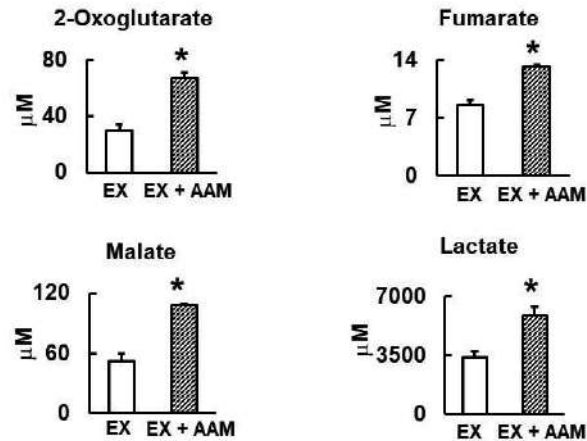 2-Oxoglutarate
*
80
40
0
µM
EX EX + AAM
Fumarate
*
14
7
0
µM
EX EX + AAM
Malate
*
120
60
0
µM
EX EX + AAM
Lactate
*
7000
3500
0
µM
EX EX + AAM